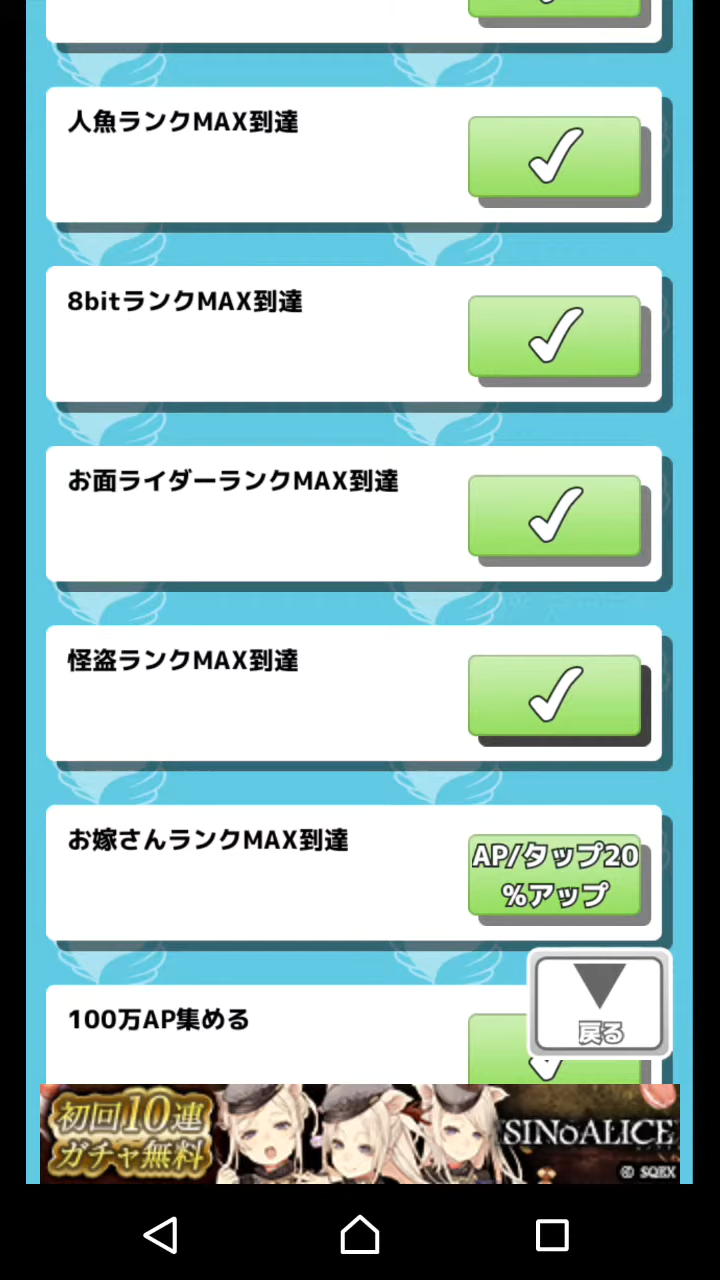 人魚ランクMAX到達
8bitランクMAX到達
お面ライダーランクMAX到達
怪盗ランクMAX到達
お嫁さんランクMAX到達
AP/タップ20
%アップ
100万AP集める
戻る
初回10連
ガチャ無料
SINoALICE
© SQEX